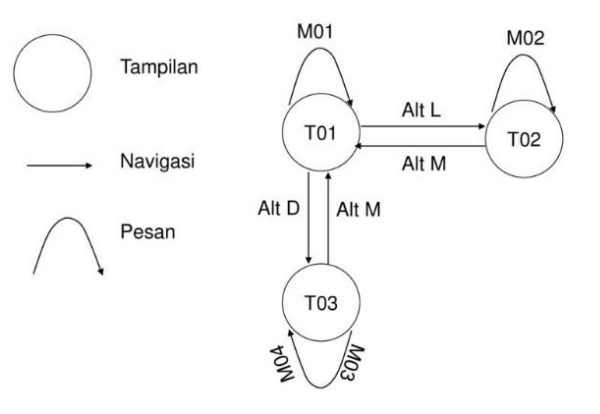 Tampilan
Navigasi
Pesan
M01
M02
T01
Alt L
T02
Alt M
Alt D
Alt M
T03
M04
M03